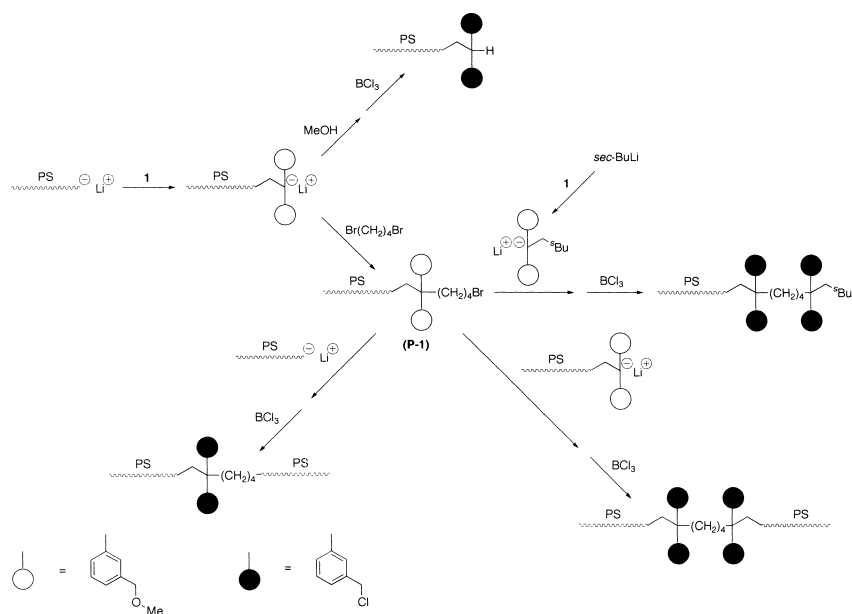 PS
H
BCl3
MeOH
sec-BuLi
1
PS
⊖ Li⊕
1
PS
⊖ Li⊕
Br(CH2)4Br
Li⊕ ⊖
sBu
PS
(CH2)4Br
BCl3
PS
(CH2)4
sBu
(P-1)
PS
⊖ Li⊕
PS
⊖ Li⊕
BCl3
PS
(CH2)4
PS
BCl3
PS
(CH2)4
PS
=
O
Me
=
Cl